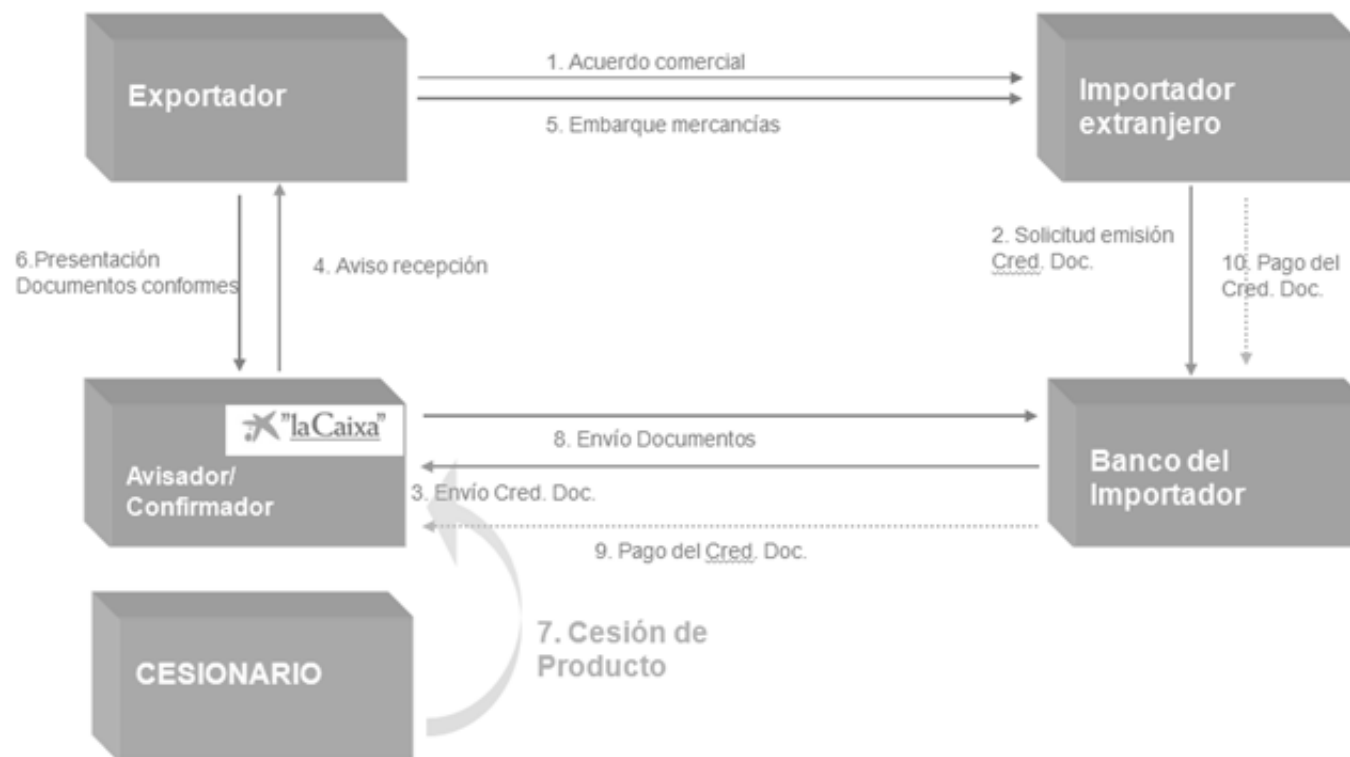 1. Acuerdo comercial
Exportador
Importador
extranjero
5. Embarque mercancías
6.Presentación
Documentos conformes
4. Aviso recepción
2. Solicitud emisión
Cred. Doc.
10. Pago del
Cred. Doc.
"laCaixa"
Avisador/
Confirmador
8. Envío Documentos
3. Envío Cred. Doc.
9. Pago del Cred. Doc.
Banco del
Importador
7. Cesión de
Producto
CESIONARIO